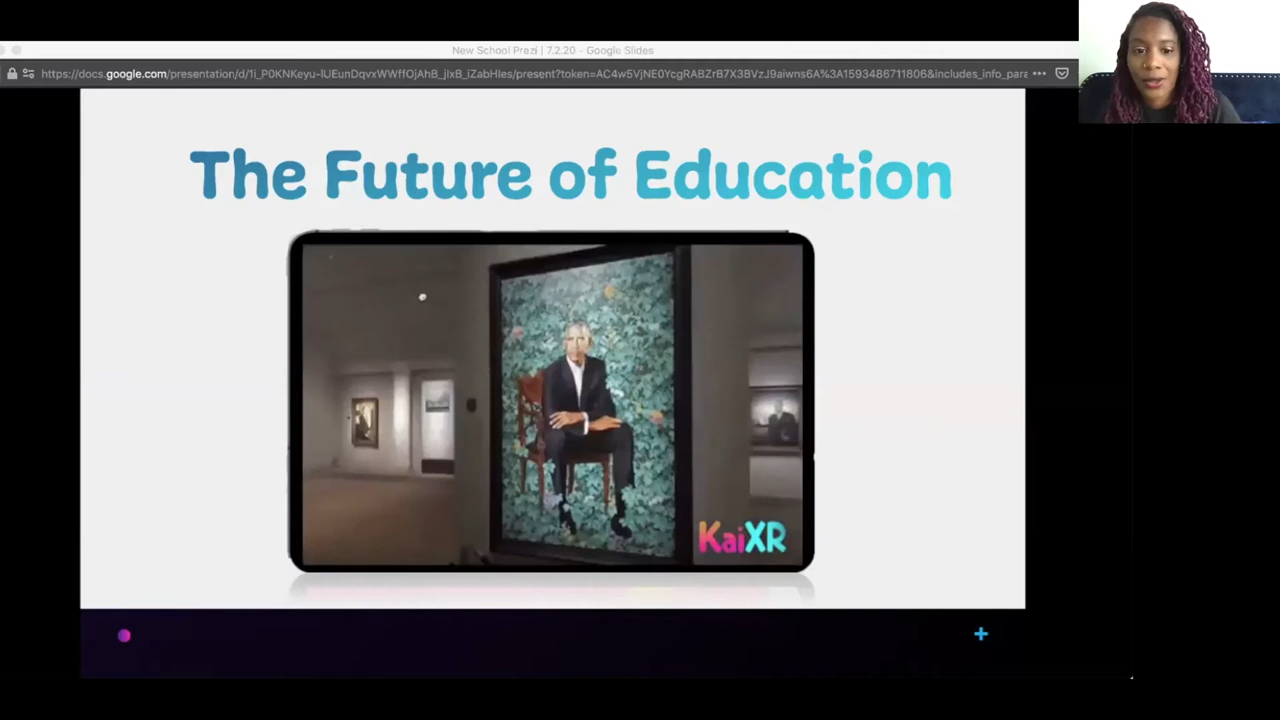 New School Prezi | 7.2.20 - Google Slides
https://docs.google.com/presentation/d/1i_P0KNKeyu-IUEunDqvxWWffOjAhB_jIxB_iZabHIes/present?token=AC4w5VjNE0YcgRABZrB7X3BVzJ9aiwns6A%3A1593486711806&includes_info_para
The Future of Education
KaiXR